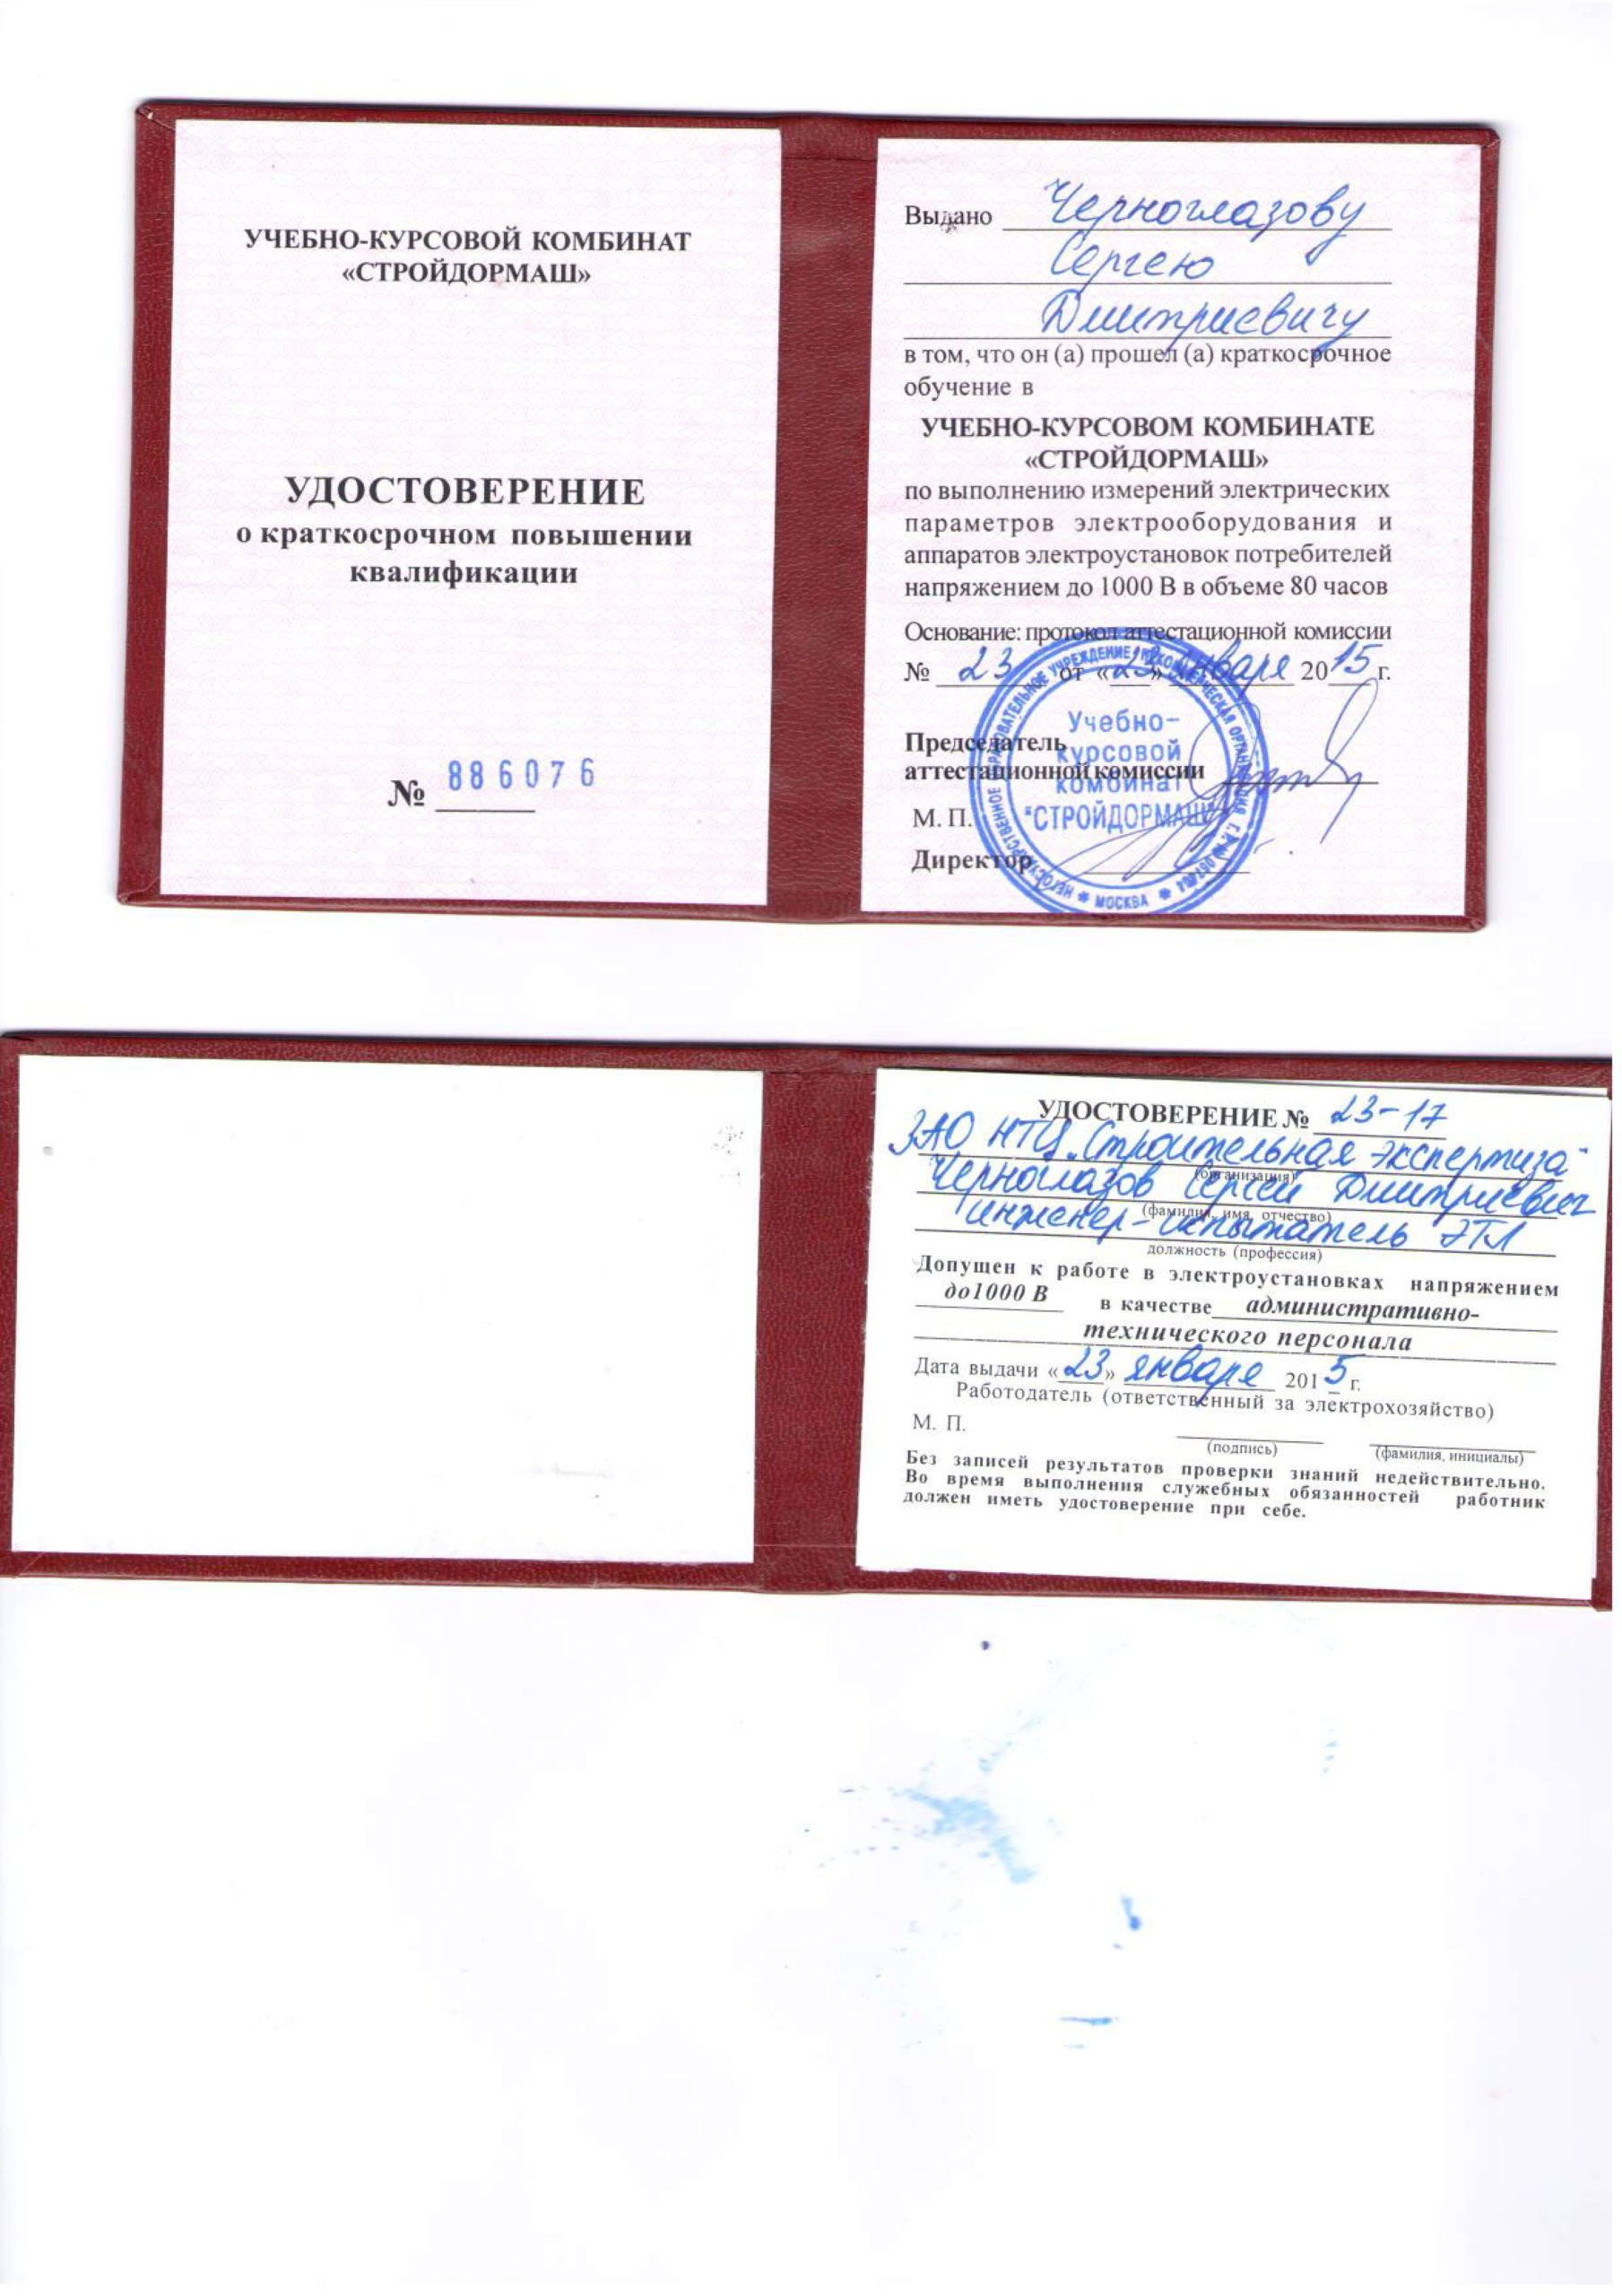 УЧЕБНО-КУРСОВОЙ КОМБИНАТ
«СТРОЙДОРМАШ»
УДОСТОВЕРЕНИЕ
о краткосрочном повышении
квалификации
№ 886076
Выдано Черноглазову
Сергею
Дмитриевичу
в том, что он (а) прошел (а) краткосрочное
обучение в
УЧЕБНО-КУРСОВОМ КОМБИНАТЕ
«СТРОЙДОРМАШ»
по выполнению измерений электрических
параметров электрооборудования и
аппаратов электроустановок потребителей
напряжением до 1000 В в объеме 80 часов
Основание: протокол аттестационной комиссии
№ 23 от «23» января 2015 г.
Председатель
аттестационной комиссии
М. П.
Директор
Учебно-
курсовой
комбинат
"СТРОЙДОРМАШ"
НЕГОСУДАРСТВЕННОЕ ОБРАЗОВАТЕЛЬНОЕ УЧРЕЖДЕНИЕ НЕКОММЕРЧЕСКАЯ ОРГАНИЗАЦИЯ
МОСКВА
УДОСТОВЕРЕНИЕ № 23-17
ЗАО НТЦ „Строительная экспертиза"
(организация)
Черноглазов Сергей Дмитриевич
(фамилия, имя, отчество)
инженер-испытатель ЭТЛ
должность (профессия)
Допущен к работе в электроустановках напряжением
до1000 В в качестве административно-
технического персонала
Дата выдачи «23» января 2015 г.
Работодатель (ответственный за электрохозяйство)
М. П.
(подпись) (фамилия, инициалы)
Без записей результатов проверки знаний недействительно.
Во время выполнения служебных обязанностей работник
должен иметь удостоверение при себе.